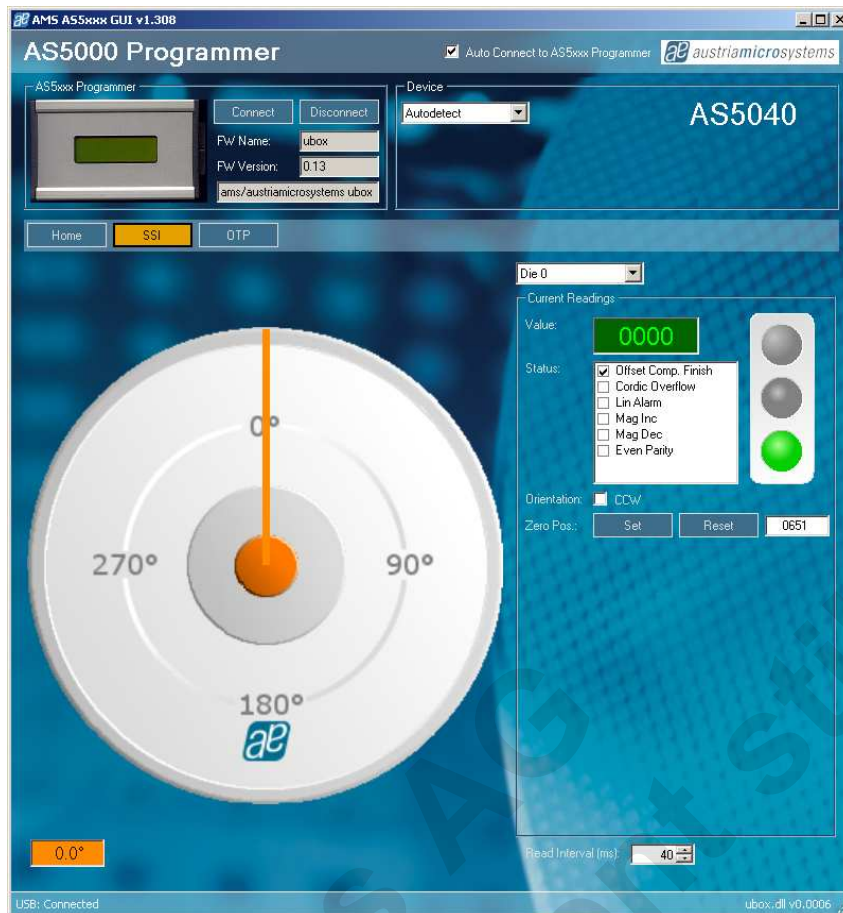 AMS AS5xxx GUI v1.308
AS5000 Programmer
Auto Connect to AS5xxx Programmer
austriamicrosystems
AS5xxx Programmer
Connect
Disconnect
FW Name:
ubox
FW Version:
0.13
ams/austriamicrosystems ubox
Device
Autodetect
AS5040
Home
SSI
OTP
Die 0
Current Readings
Value:
0000
Status:
Offset Comp. Finish
Cordic Overflow
Lin Alarm
Mag Inc
Mag Dec
Even Parity
Orientation:
CCW
Zero Pos.:
Set
Reset
0651
0°
270°
90°
180°
0.0°
Read Interval (ms):
40
USB: Connected
ubox.dll v0.0006